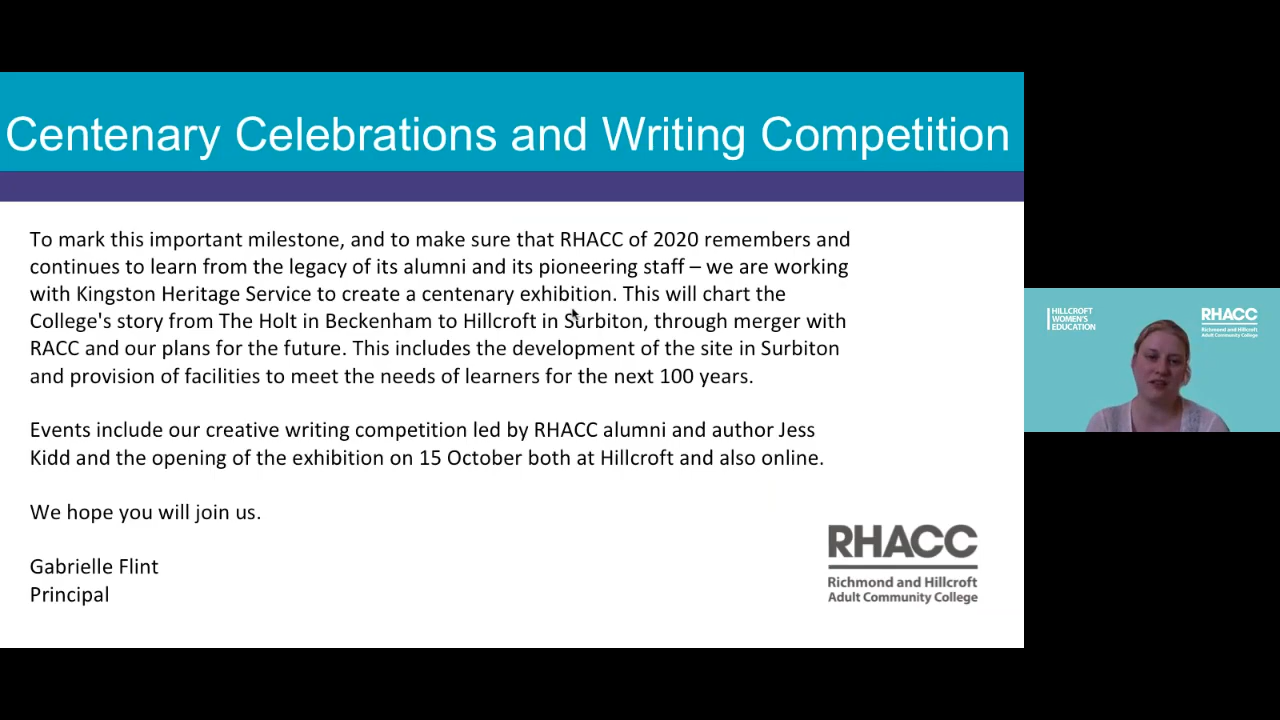 Centenary Celebrations and Writing Competition
To mark this important milestone, and to make sure that RHACC of 2020 remembers and
continues to learn from the legacy of its alumni and its pioneering staff – we are working
with Kingston Heritage Service to create a centenary exhibition. This will chart the
College's story from The Holt in Beckenham to Hillcroft in Surbiton, through merger with
RACC and our plans for the future. This includes the development of the site in Surbiton
and provision of facilities to meet the needs of learners for the next 100 years.
Events include our creative writing competition led by RHACC alumni and author Jess
Kidd and the opening of the exhibition on 15 October both at Hillcroft and also online.
We hope you will join us.
Gabrielle Flint
Principal
RHACC
Richmond and Hillcroft
Adult Community College
HILLCROFT
WOMEN'S
EDUCATION
RHACC
Richmond and Hillcroft
Adult Community College